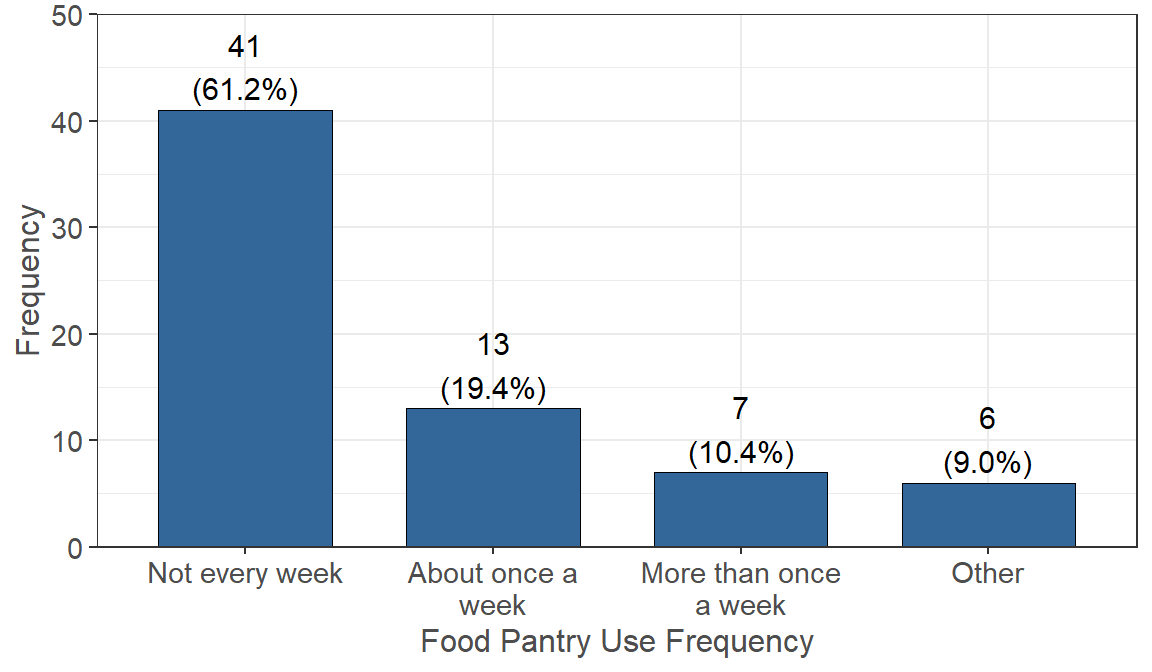 Frequency
50
40
30
20
10
0
41
(61.2%)
13
(19.4%)
7
(10.4%)
6
(9.0%)
Not every week
About once a
week
More than once
a week
Other
Food Pantry Use Frequency